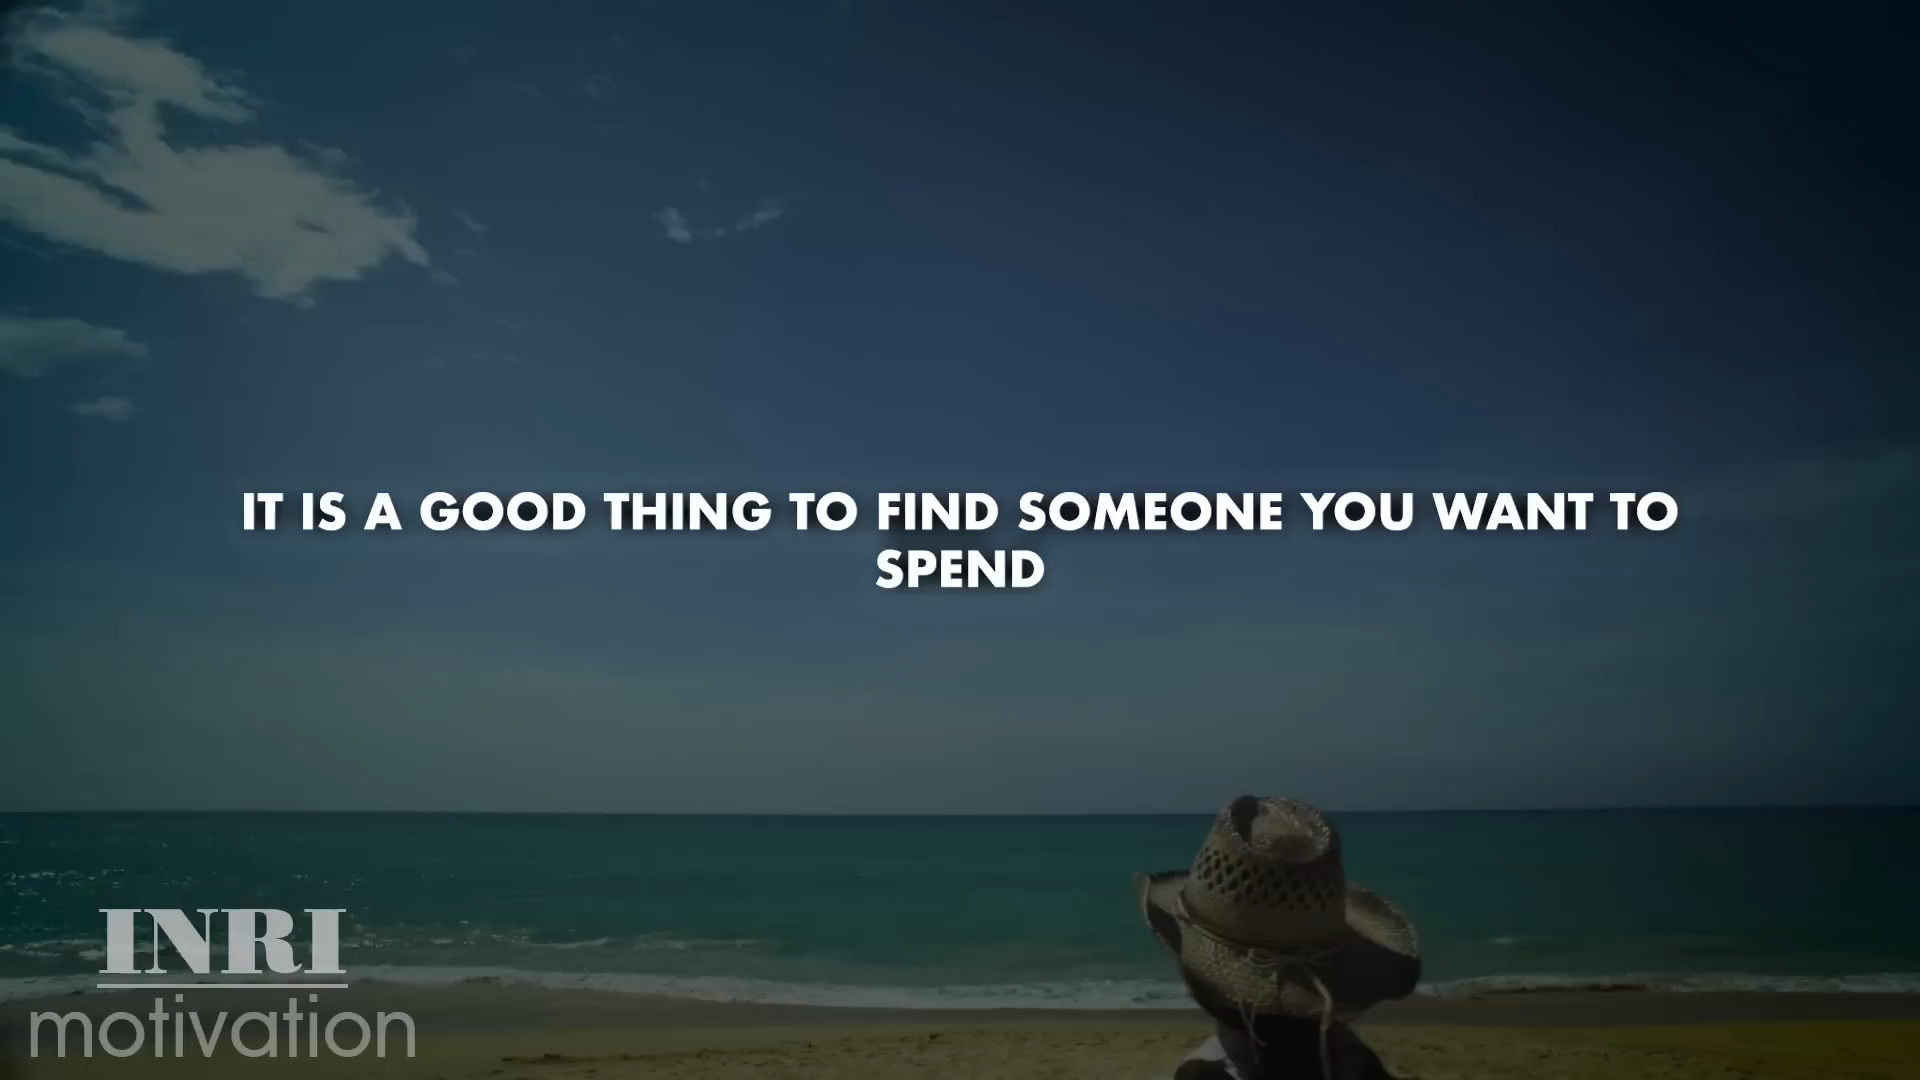 IT IS A GOOD THING TO FIND SOMEONE YOU WANT TO
SPEND
INRI
motivation